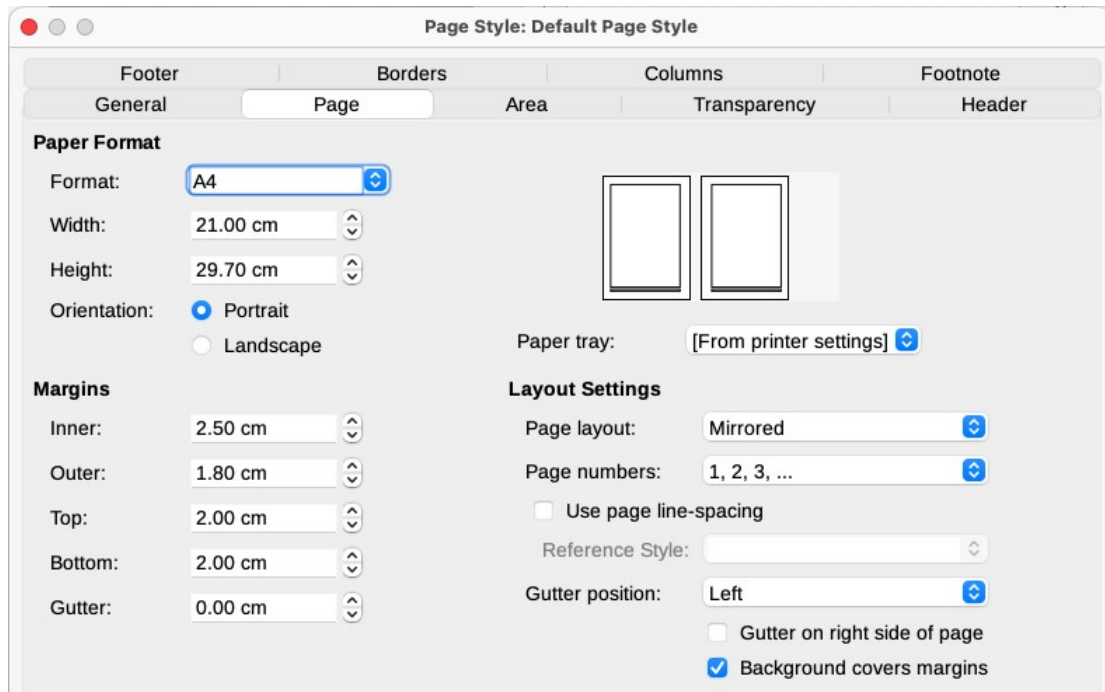 Page Style: Default Page Style
Footer Borders Columns Footnote
General Page Area Transparency Header
Paper Format
Format: A4
Width: 21.00 cm
Height: 29.70 cm
Orientation: Portrait
Landscape
Paper tray: [From printer settings]
Margins
Inner: 2.50 cm
Outer: 1.80 cm
Top: 2.00 cm
Bottom: 2.00 cm
Gutter: 0.00 cm
Layout Settings
Page layout: Mirrored
Page numbers: 1, 2, 3, ...
Use page line-spacing
Reference Style:
Gutter position: Left
Gutter on right side of page
Background covers margins